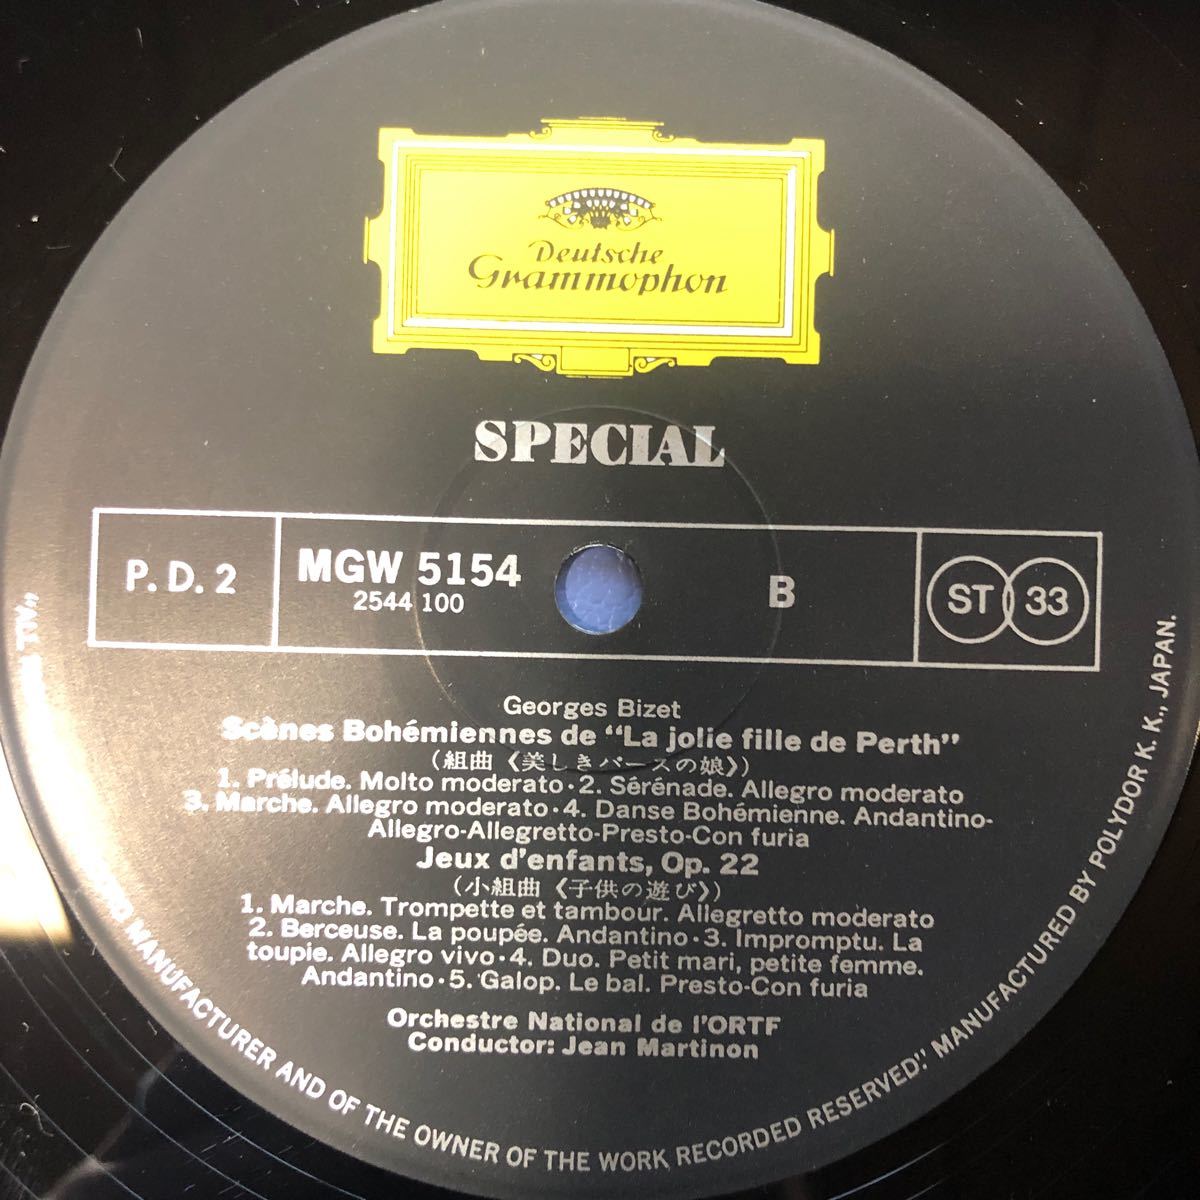 Deutsche
Grammophon
SPECIAL
P.D.2
MGW 5154
2544 100
B
ST 33
Georges Bizet
Scènes Bohémiennes de "La jolie fille de Perth"
(組曲《美しきパースの娘》)
1. Prélude. Molto moderato·2. Sérénade. Allegro moderato
3. Marche. Allegro moderato·4. Danse Bohémienne. Andantino-
Allegro-Allegretto-Presto-Con furia
Jeux d'enfants, Op. 22
(小組曲《子供の遊び》)
1. Marche. Trompette et tambour. Allegretto moderato
2. Berceuse. La poupée. Andantino·3. Impromptu. La
toupie. Allegro vivo·4. Duo. Petit mari, petite femme.
Andantino·5. Galop. Le bal. Presto-Con furia
Orchestre National de l'ORTF
Conductor: Jean Martinon
"ALL MANUFACTURER AND OF THE OWNER OF THE WORK RECORDED RESERVED." MANUFACTURED BY POLYDOR K. K., JAPAN.